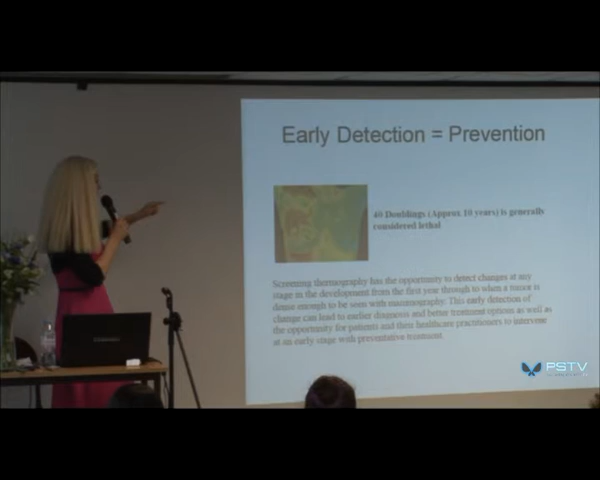 Early Detection = Prevention
40 Doublings (Approx 10 years) is generally
considered lethal
Screening thermography has the opportunity to detect changes at any
stage in the development from the first year through to when a tumor is
dense enough to be seen with mammography. This early detection of
change can lead to earlier diagnosis and better treatment options as well as
the opportunity for patients and their healthcare practitioners to intervene
at an early stage with preventative treatment.
PSTV